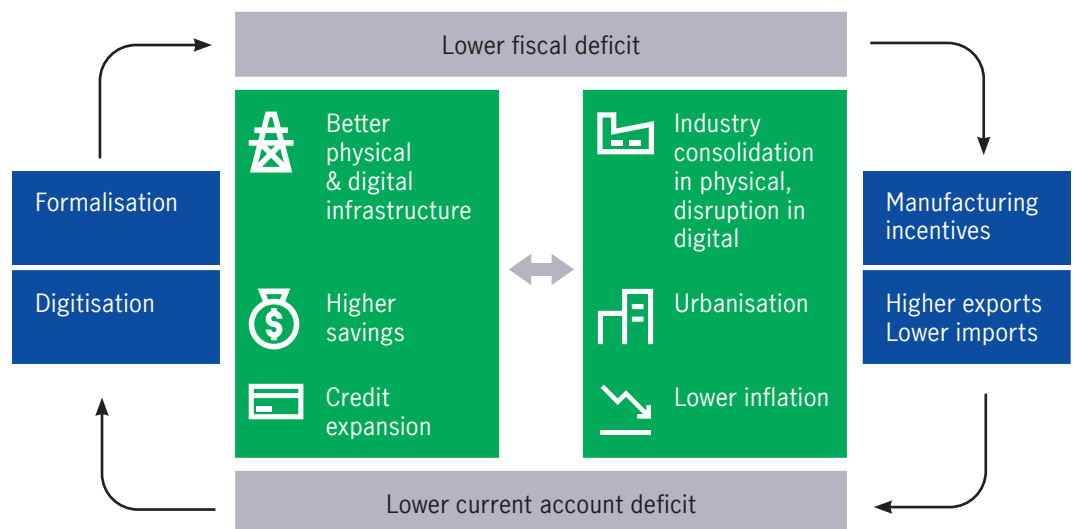 Lower fiscal deficit
Formalisation
Digitisation
Better
physical
& digital
infrastructure
$
Higher
savings
Credit
expansion
Industry
consolidation
in physical,
disruption in
digital
Urbanisation
Lower inflation
Manufacturing
incentives
Higher exports
Lower imports
Lower current account deficit